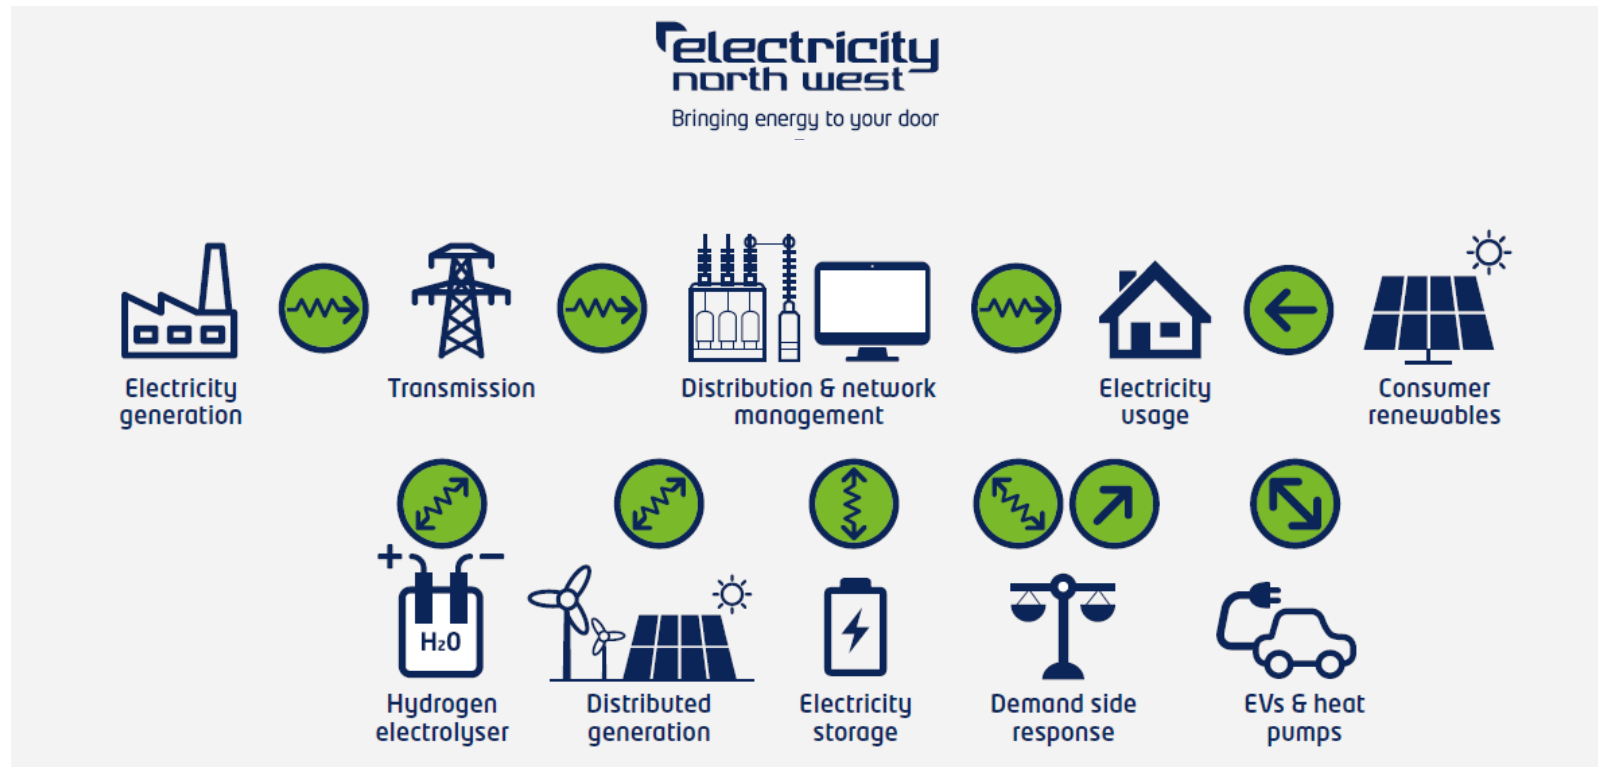 electricity
north west
Bringing energy to your door
Electricity
generation
Transmission
Distribution & network
management
Electricity
usage
Consumer
renewables
+
−
H₂0
Hydrogen
electrolyser
Distributed
generation
Electricity
storage
Demand side
response
EVs & heat
pumps